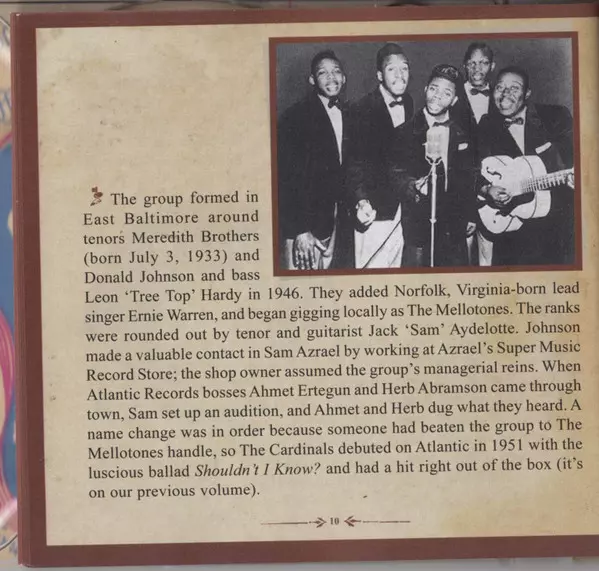 The group formed in
East Baltimore around
tenors Meredith Brothers
(born July 3, 1933) and
Donald Johnson and bass
Leon ‘Tree Top’ Hardy in 1946. They added Norfolk, Virginia-born lead
singer Ernie Warren, and began gigging locally as The Mellotones. The ranks
were rounded out by tenor and guitarist Jack ‘Sam’ Aydelotte. Johnson
made a valuable contact in Sam Azrael by working at Azrael’s Super Music
Record Store; the shop owner assumed the group’s managerial reins. When
Atlantic Records bosses Ahmet Ertegun and Herb Abramson came through
town, Sam set up an audition, and Ahmet and Herb dug what they heard. A
name change was in order because someone had beaten the group to The
Mellotones handle, so The Cardinals debuted on Atlantic in 1951 with the
luscious ballad Shouldn’t I Know? and had a hit right out of the box (it’s
on our previous volume).
10